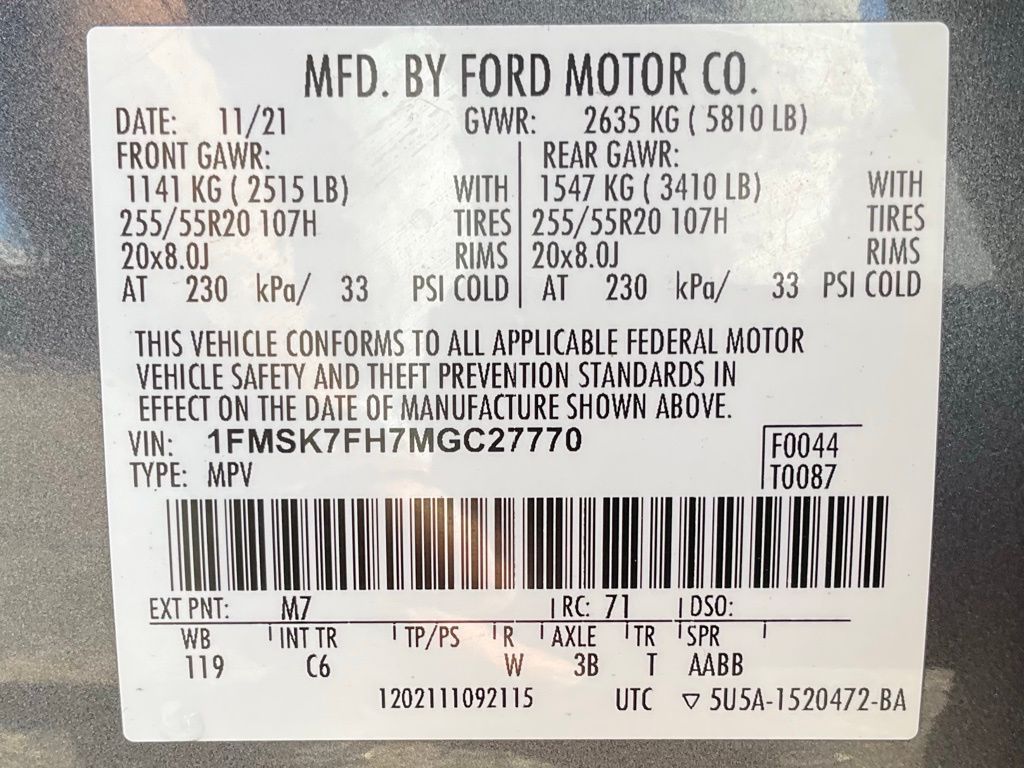 MFD. BY FORD MOTOR CO.
DATE: 11/21 GVWR: 2635 KG ( 5810 LB)
FRONT GAWR: REAR GAWR:
1141 KG ( 2515 LB) WITH 1547 KG ( 3410 LB) WITH
255/55R20 107H TIRES 255/55R20 107H TIRES
20x8.0J RIMS 20x8.0J RIMS
AT 230 kPa/ 33 PSI COLD AT 230 kPa/ 33 PSI COLD
THIS VEHICLE CONFORMS TO ALL APPLICABLE FEDERAL MOTOR
VEHICLE SAFETY AND THEFT PREVENTION STANDARDS IN
EFFECT ON THE DATE OF MANUFACTURE SHOWN ABOVE.
VIN: 1FMSK7FH7MGC27770 F0044
TYPE: MPV T0087
EXT PNT: M7 RC: 71 DSO:
WB INT TR TP/PS R AXLE TR SPR
119 C6 W 3B T AABB
1202111092115 UTC ▽ 5U5A-1520472-BA